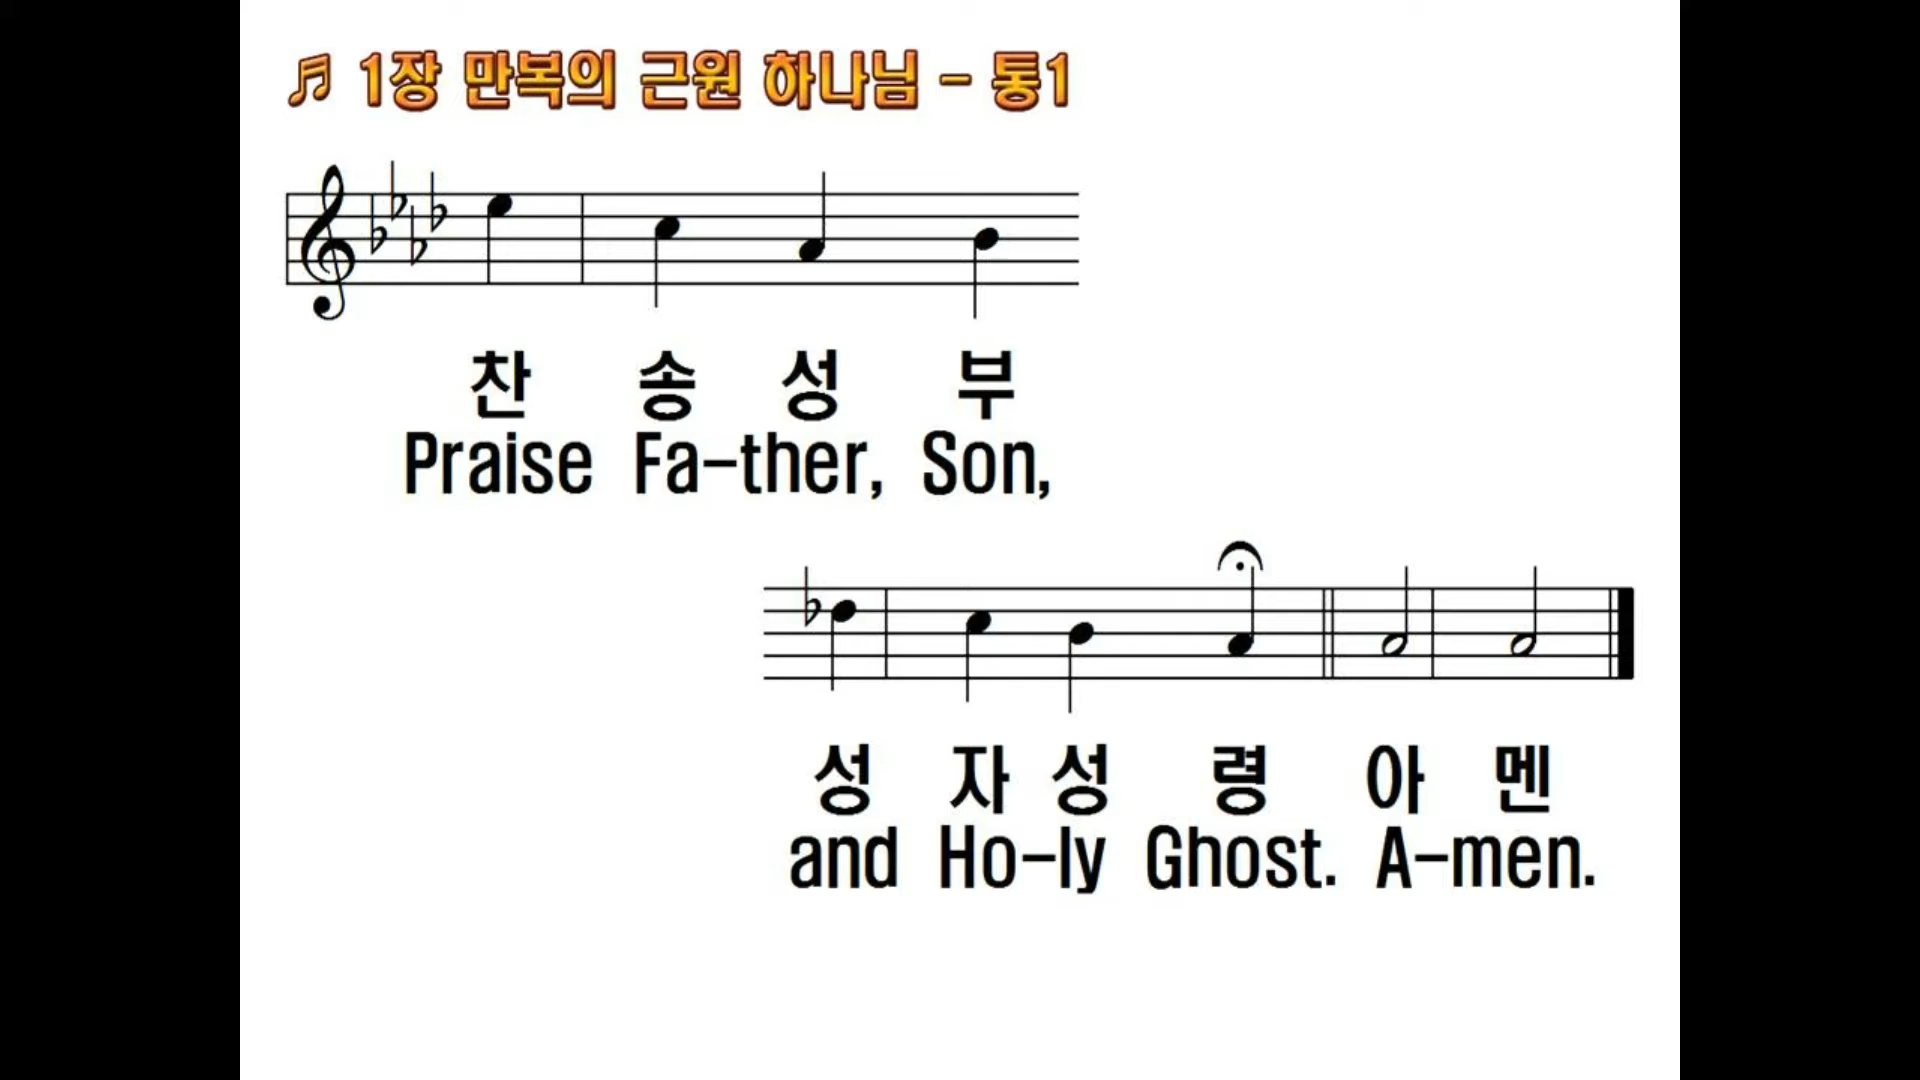 1장 만복의 근원 하나님 - 통1
찬 송 성 부
Praise Fa-ther, Son,
성 자 성 령 아 멘
and Ho-ly Ghost. A-men.